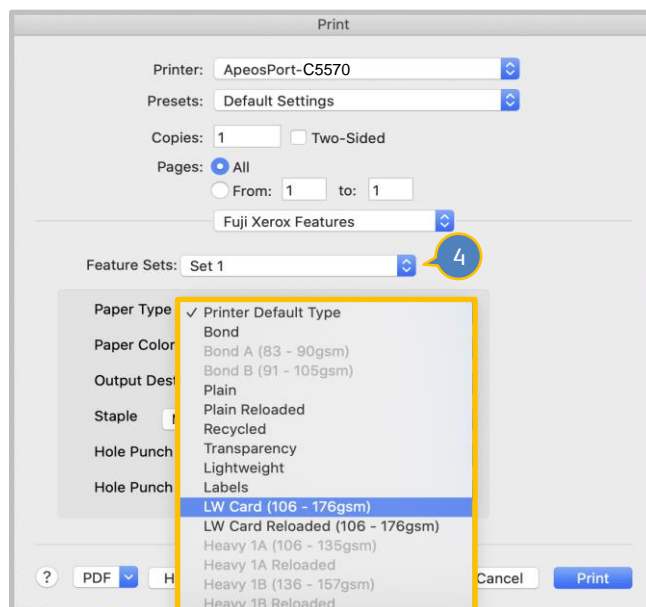 Print
Printer: ApeosPort-C5570
Presets: Default Settings
Copies: 1 Two-Sided
Pages: All
From: 1 to: 1
Fuji Xerox Features
Feature Sets: Set 1
4
Paper Type ✓ Printer Default Type
Bond
Paper Color
Bond A (83 - 90gsm)
Bond B (91 - 105gsm)
Output Dest
Plain
Plain Reloaded
Staple
Recycled
Hole Punch
Transparency
Lightweight
Hole Punch
Labels
LW Card (106 - 176gsm)
LW Card Reloaded (106 - 176gsm)
Heavy 1A (106 - 135gsm)
Heavy 1A Reloaded
? PDF H Cancel Print
Heavy 1B (136 - 157gsm)
Heavy 1B Reloaded